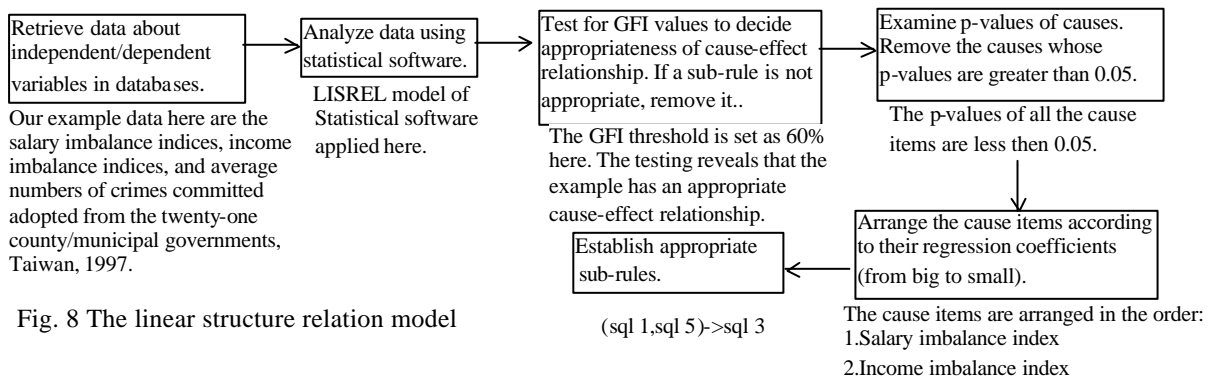 Retrieve data about
independent/dependent
variables in databases.
Our example data here are the
salary imbalance indices, income
imbalance indices, and average
numbers of crimes committed
adopted from the twenty-one
county/municipal governments,
Taiwan, 1997.
Analyze data using
statistical software.
LISREL model of
Statistical software
applied here.
Test for GFI values to decide
appropriateness of cause-effect
relationship. If a sub-rule is not
appropriate, remove it..
The GFI threshold is set as 60%
here. The testing reveals that the
example has an appropriate
cause-effect relationship.
Examine p-values of causes.
Remove the causes whose
p-values are greater than 0.05.
The p-values of all the cause
items are less then 0.05.
Arrange the cause items according
to their regression coefficients
(from big to small).
The cause items are arranged in the order:
1.Salary imbalance index
2.Income imbalance index
Establish appropriate
sub-rules.
(sql 1,sql 5)->sql 3
Fig. 8 The linear structure relation model